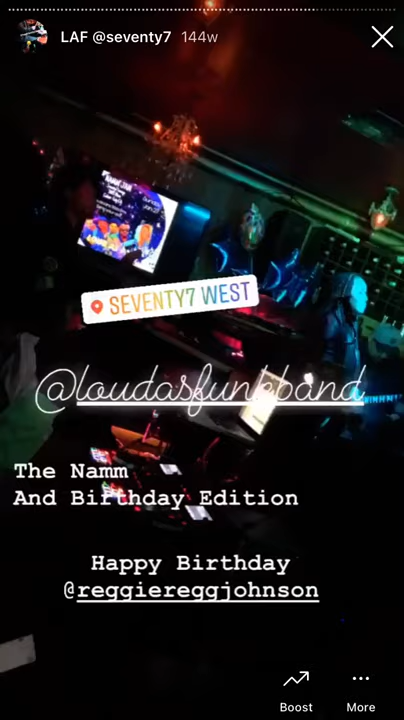 LAF @seventy7 144w
SEVENTY7 WEST
@loudasfunkband
The Namm
And Birthday Edition
Happy Birthday
@reggiereggjohnson
Boost More